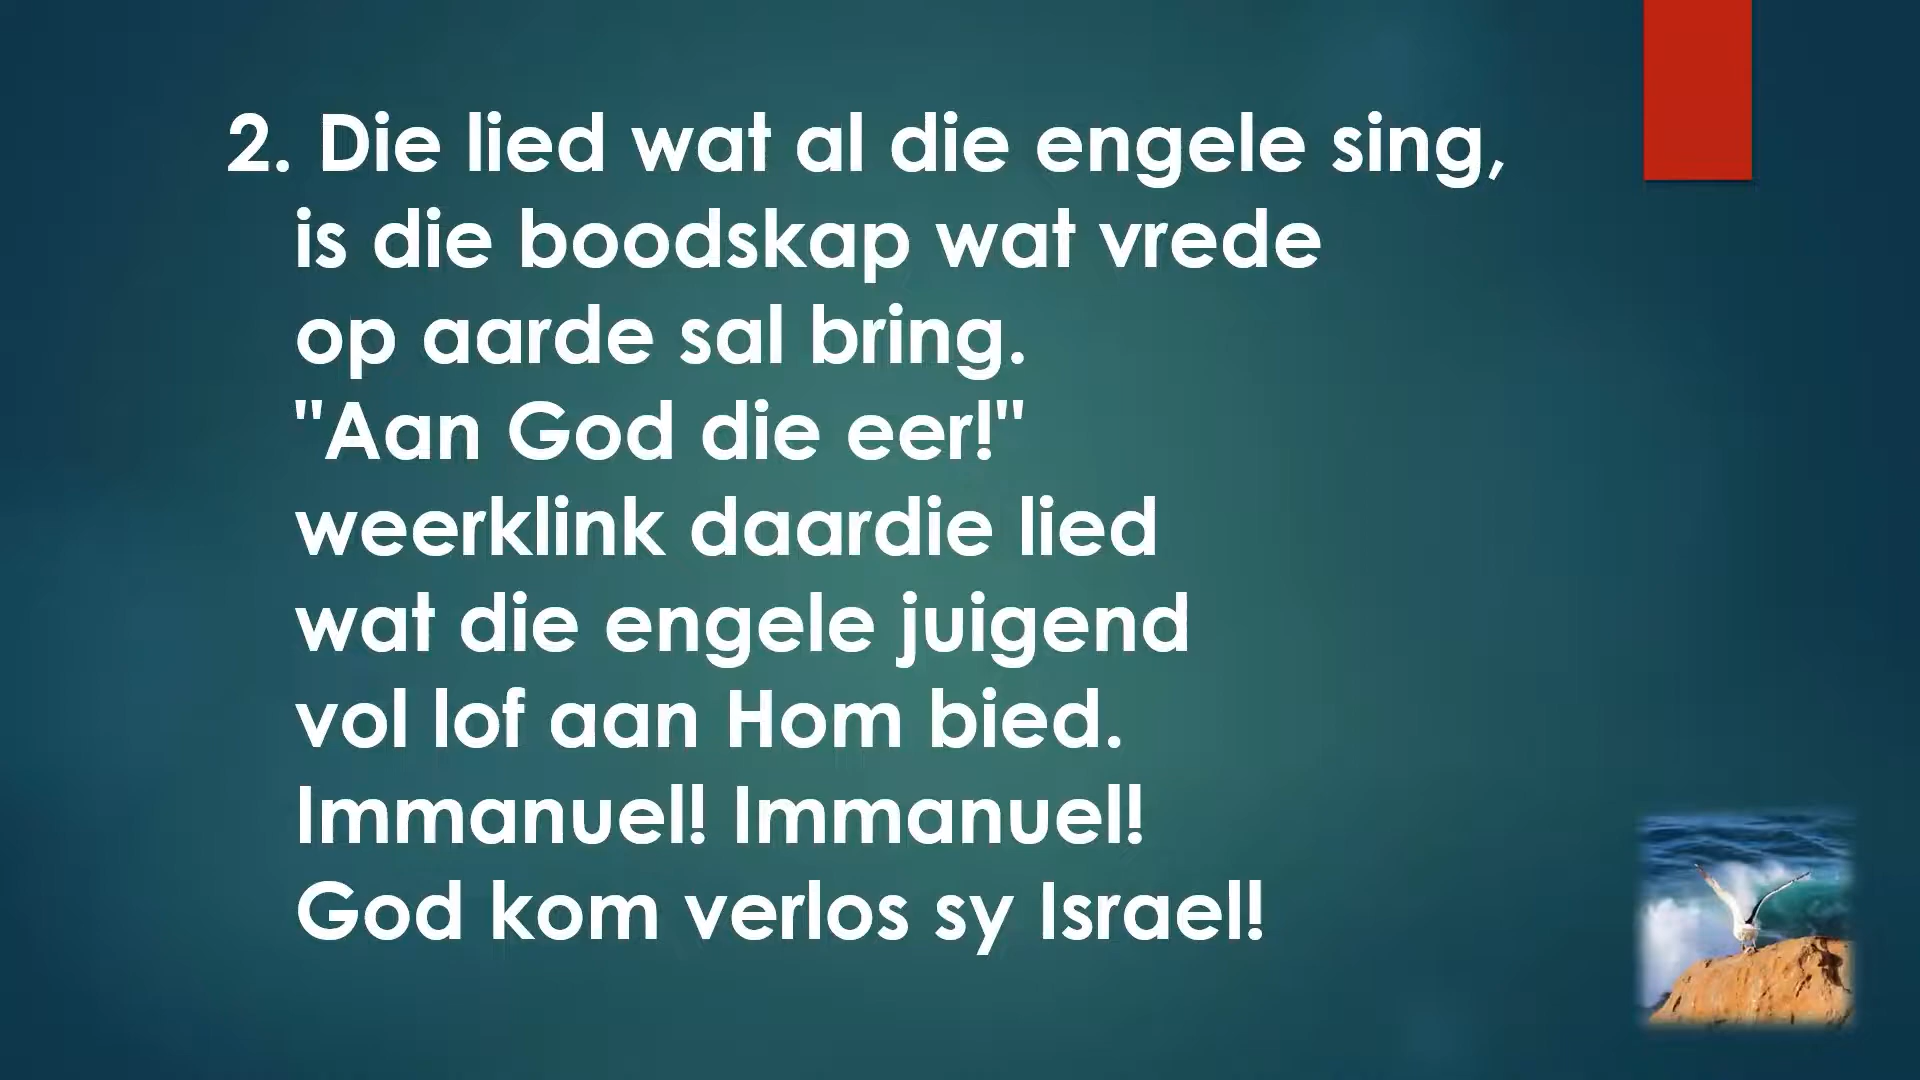 2. Die lied wat al die engele sing,
is die boodskap wat vrede
op aarde sal bring.
"Aan God die eer!"
weerklink daardie lied
wat die engele juigend
vol lof aan Hom bied.
Immanuel! Immanuel!
God kom verlos sy Israel!